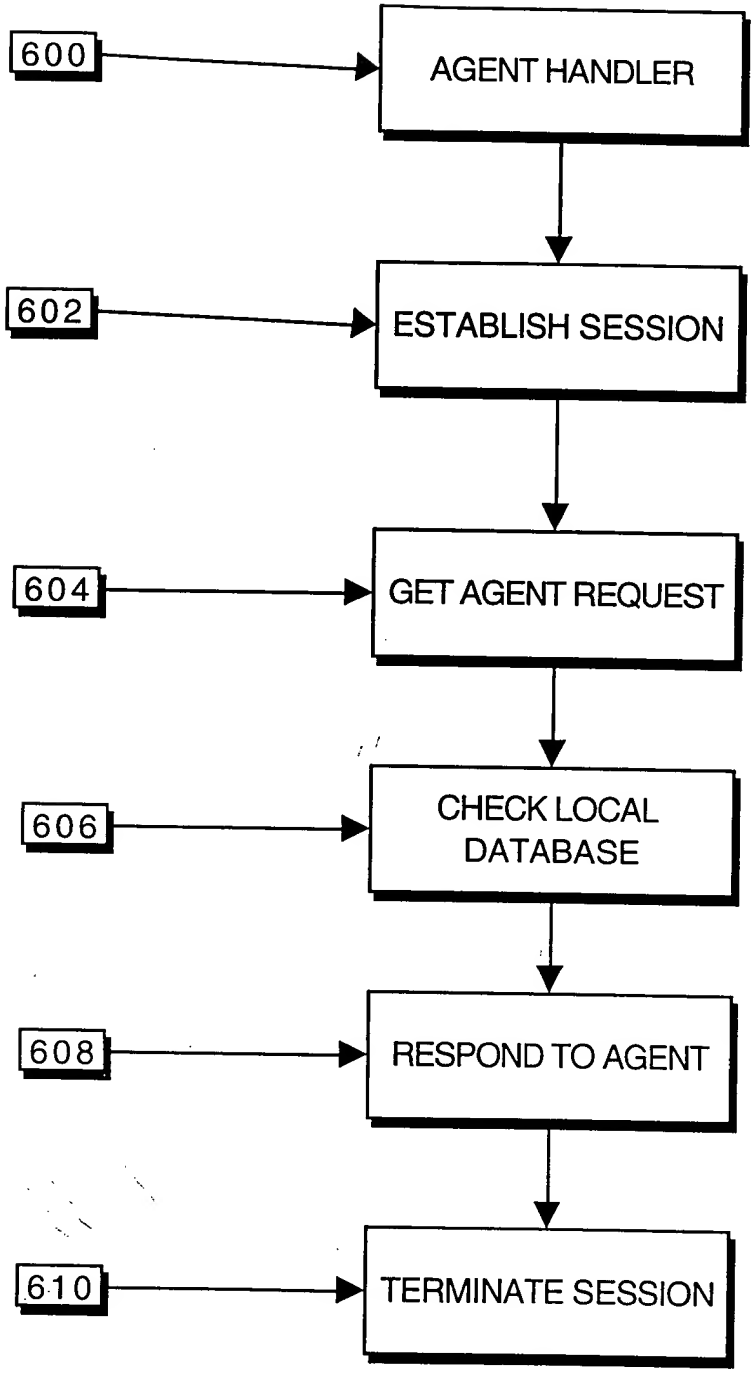 600
AGENT HANDLER
602
ESTABLISH SESSION
604
GET AGENT REQUEST
606
CHECK LOCAL
DATABASE
608
RESPOND TO AGENT
610
TERMINATE SESSION